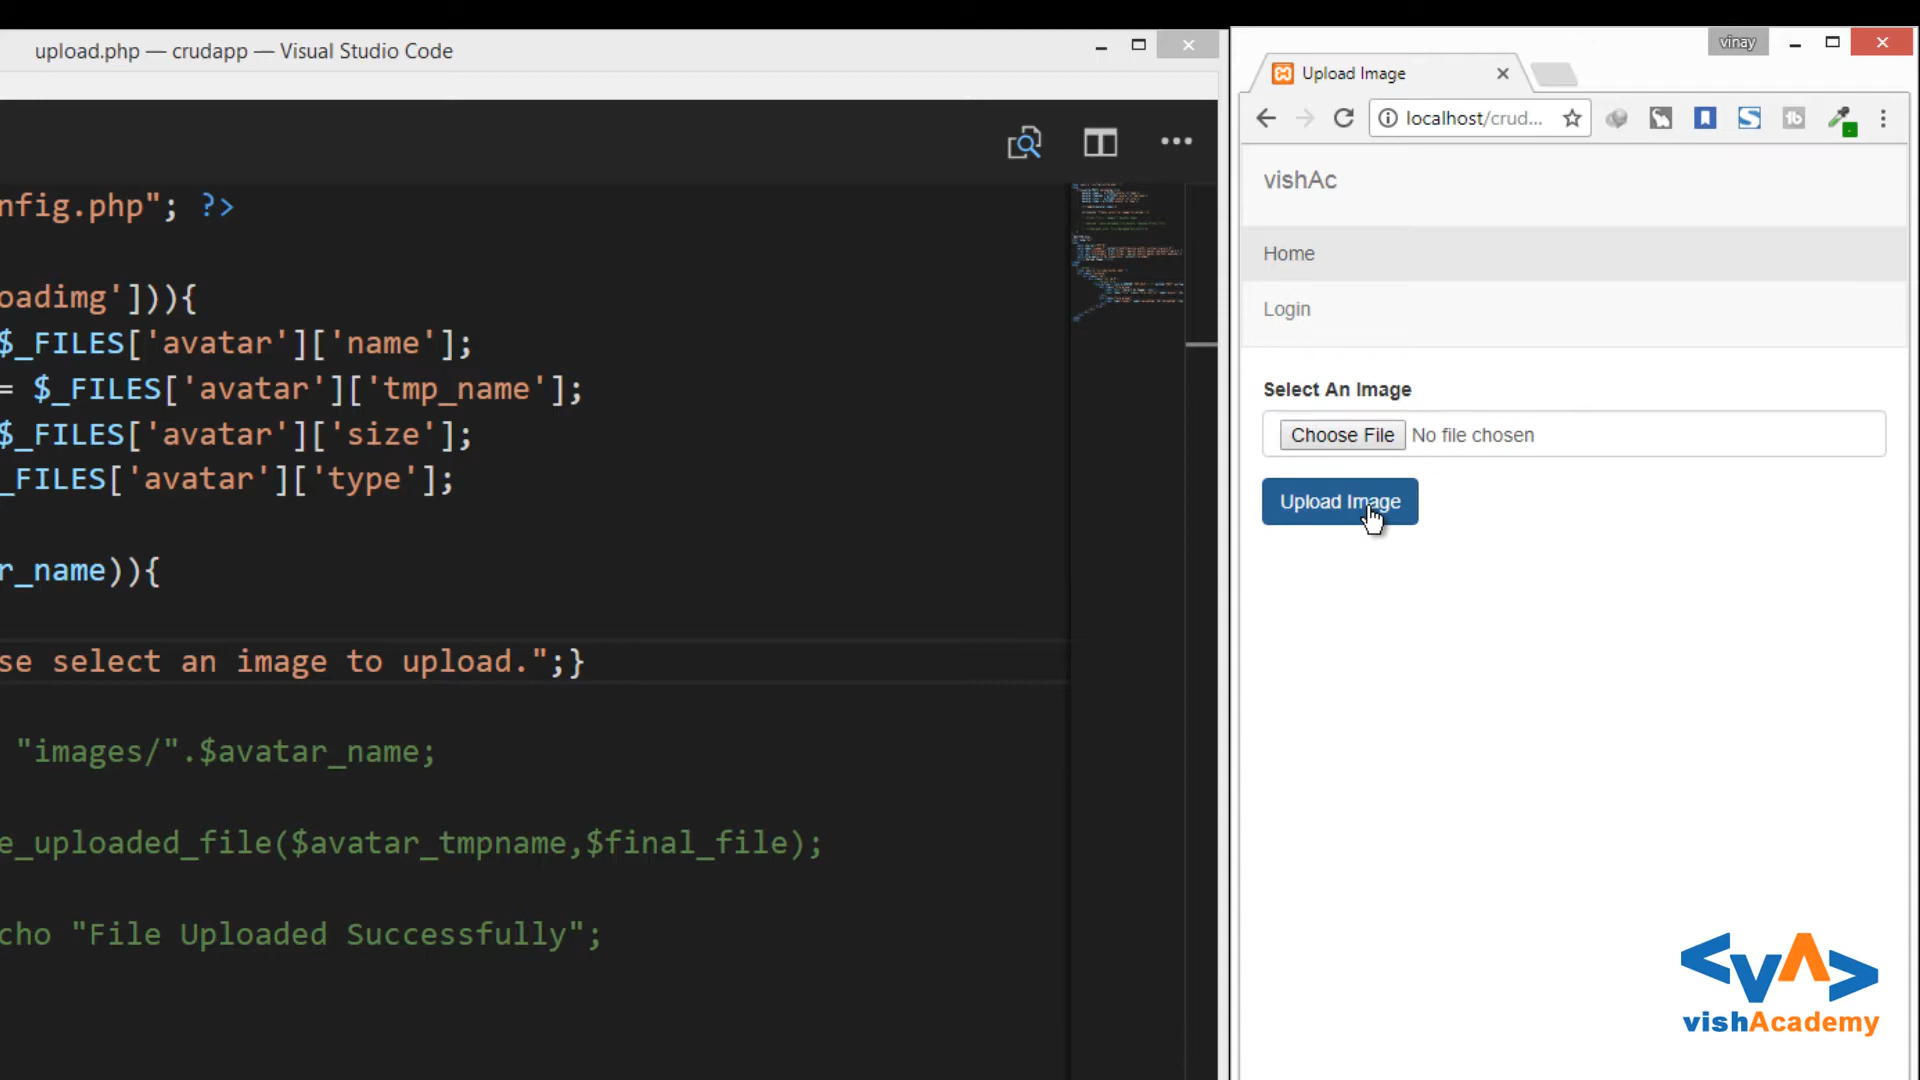 upload.php — crudapp — Visual Studio Code
nfig.php"; ?>
oadimg'])){
$_FILES['avatar']['name'];
= $_FILES['avatar']['tmp_name'];
$_FILES['avatar']['size'];
_FILES['avatar']['type'];
r_name)){
se select an image to upload.";}
"images/".$avatar_name;
e_uploaded_file($avatar_tmpname,$final_file);
cho "File Uploaded Successfully";
vinay
Upload Image
localhost/crud...
vishAc
Home
Login
Select An Image
Choose File No file chosen
Upload Image
<VA>
vishAcademy